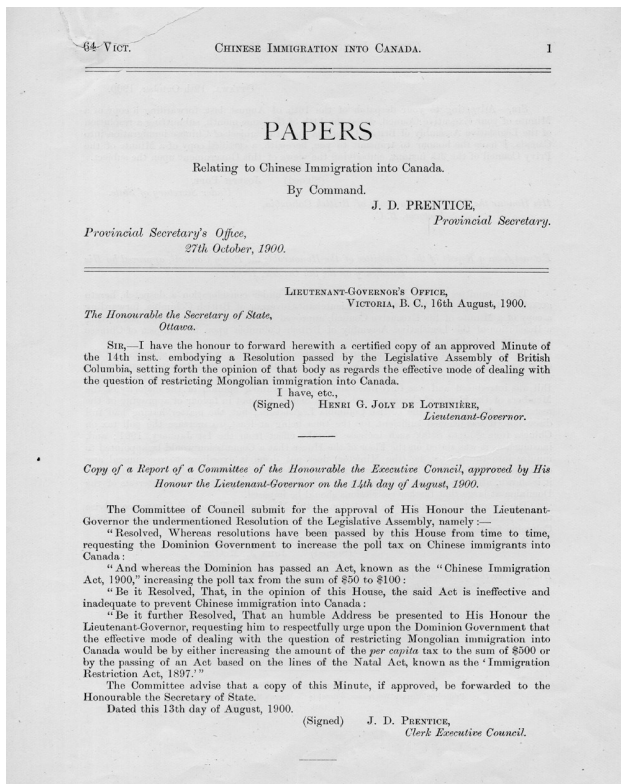 64 VICT. CHINESE IMMIGRATION INTO CANADA. I
PAPERS
Relating to Chinese Immigration into Canada.
By Command.
J. D. PRENTICE,
Provincial Secretary.
Provincial Secretary's Office,
27th October, 1900.
LIEUTENANT-GOVERNOR'S OFFICE,
VICTORIA, B. C., 16th August, 1900.
The Honourable the Secretary of State,
Ottawa.
SIR,—I have the honour to forward herewith a certified copy of an approved Minute of
the 14th inst. embodying a Resolution passed by the Legislative Assembly of British
Columbia, setting forth the opinion of that body as regards the effective mode of dealing with
the question of restricting Mongolian immigration into Canada.
I have, etc.,
(Signed) HENRI G. JOLY DE LOTBINIÈRE,
Lieutenant-Governor.
Copy of a Report of a Committee of the Honourable the Executive Council, approved by His
Honour the Lieutenant-Governor on the 14th day of August, 1900.
The Committee of Council submit for the approval of His Honour the Lieutenant-
Governor the undermentioned Resolution of the Legislative Assembly, namely :—
"Resolved, Whereas resolutions have been passed by this House from time to time,
requesting the Dominion Government to increase the poll tax on Chinese immigrants into
Canada :
"And whereas the Dominion has passed an Act, known as the "Chinese Immigration
Act, 1900," increasing the poll tax from the sum of $50 to $100 :
"Be it Resolved, That, in the opinion of this House, the said Act is ineffective and
inadequate to prevent Chinese immigration into Canada :
"Be it further Resolved, That an humble Address be presented to His Honour the
Lieutenant-Governor, requesting him to respectfully urge upon the Dominion Government that
the effective mode of dealing with the question of restricting Mongolian immigration into
Canada would be by either increasing the amount of the per capita tax to the sum of $500 or
by the passing of an Act based on the lines of the Natal Act, known as the 'Immigration
Restriction Act, 1897.'"
The Committee advise that a copy of this Minute, if approved, be forwarded to the
Honourable the Secretary of State.
Dated this 13th day of August, 1900.
(Signed) J. D. PRENTICE,
Clerk Executive Council.